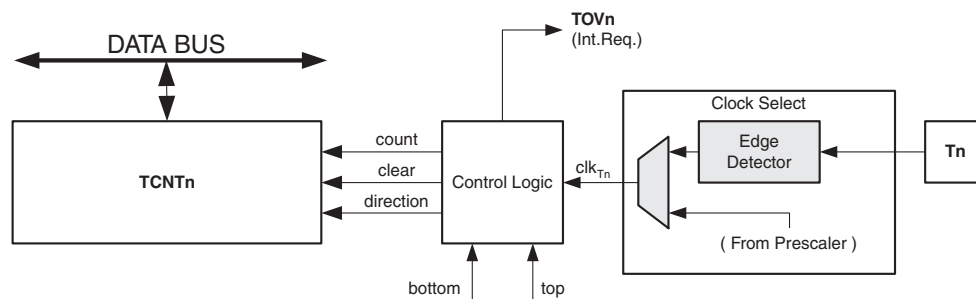 TOVn
(Int.Req.)
DATA BUS
Clock Select
count
Edge
Detector
Tn
TCNTn
clear
Control Logic
clkTn
direction
( From Prescaler )
bottom
top